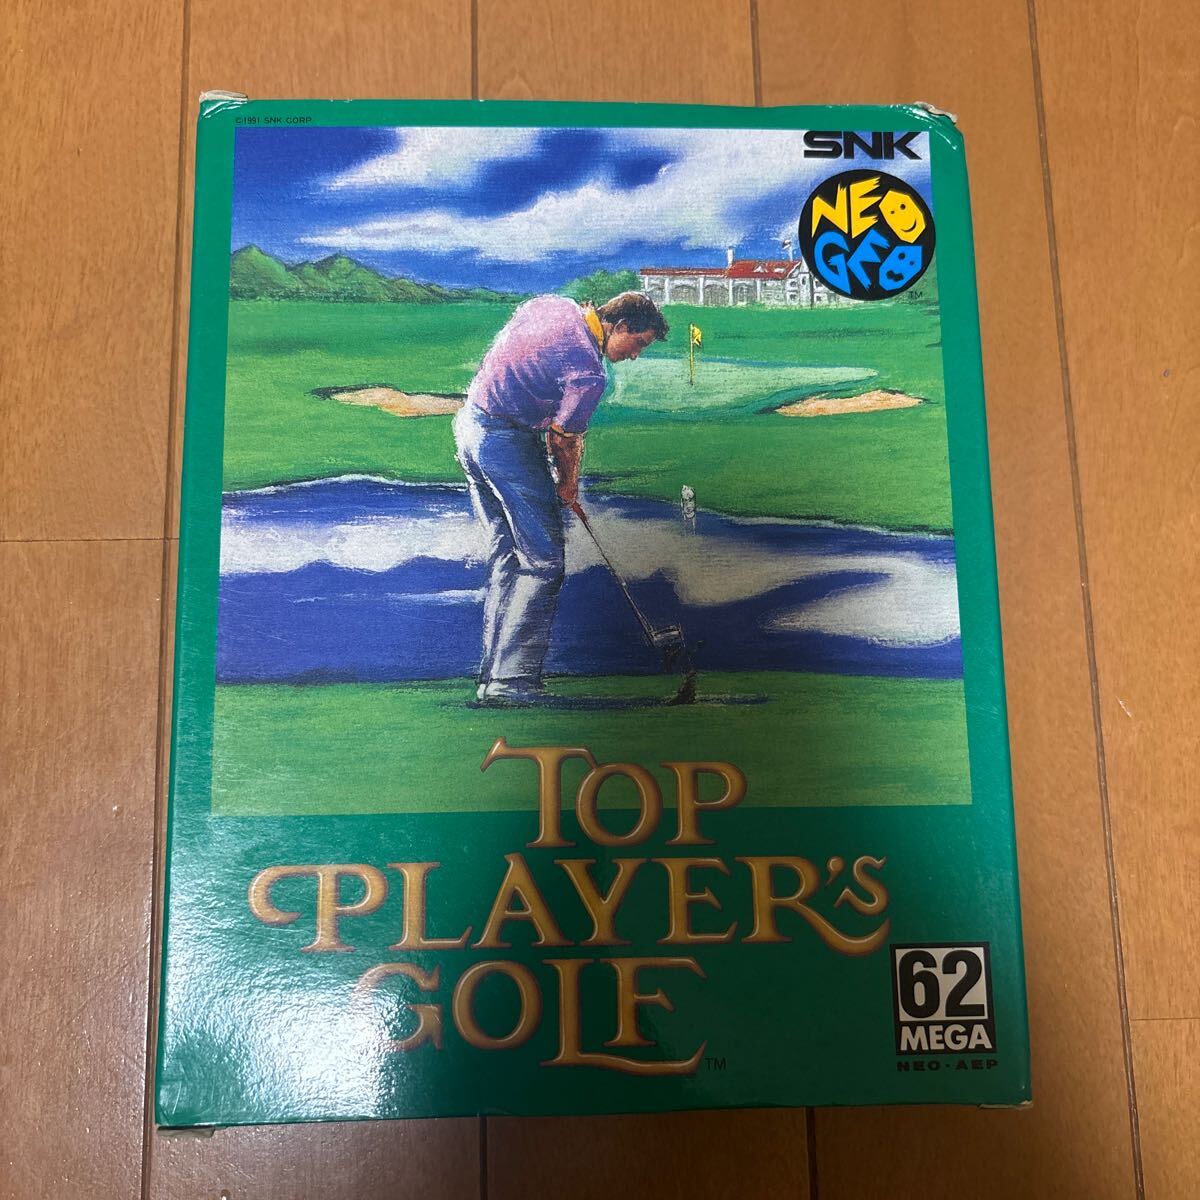 ©1991 SNK CORP.
SNK
NEO
GEO
TM
TOP
PLAYER'S
GOLF
TM
62
MEGA
NEO·AEP